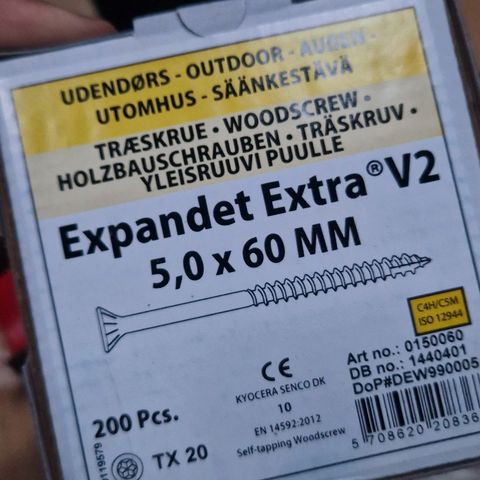 UDENDØRS - OUTDOOR - AUßEN -
UTOMHUS - SÄÄNKESTÄVÄ
TRÆSKRUE • WOODSCREW •
HOLZBAUSCHRAUBEN • TRÄSKRUV •
YLEISRUUVI PUULLE
Expandet Extra® V2
5,0 x 60 MM
C4H/C5M
ISO 12944
CE
KYOCERA SENCO DK
10
EN 14592:2012
Self-tapping Woodscrew
Art no.: 0150060
DB no.: 1440401
DoP#DEW990005
5 708620 20836
200 Pcs.
TX 20